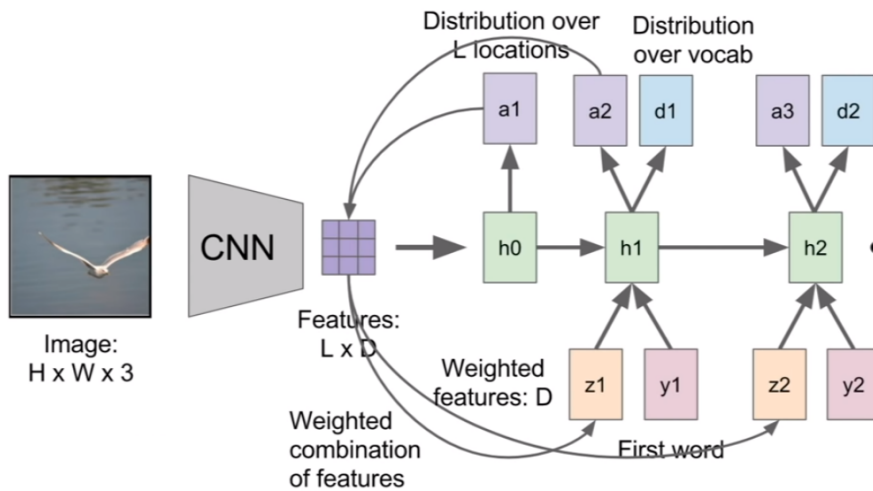 Distribution over
L locations
Distribution
over vocab
a1
a2
d1
a3
d2
CNN
h0
h1
h2
Image:
H x W x 3
Features:
L x D
Weighted
features: D
z1
y1
z2
y2
Weighted
combination
of features
First word